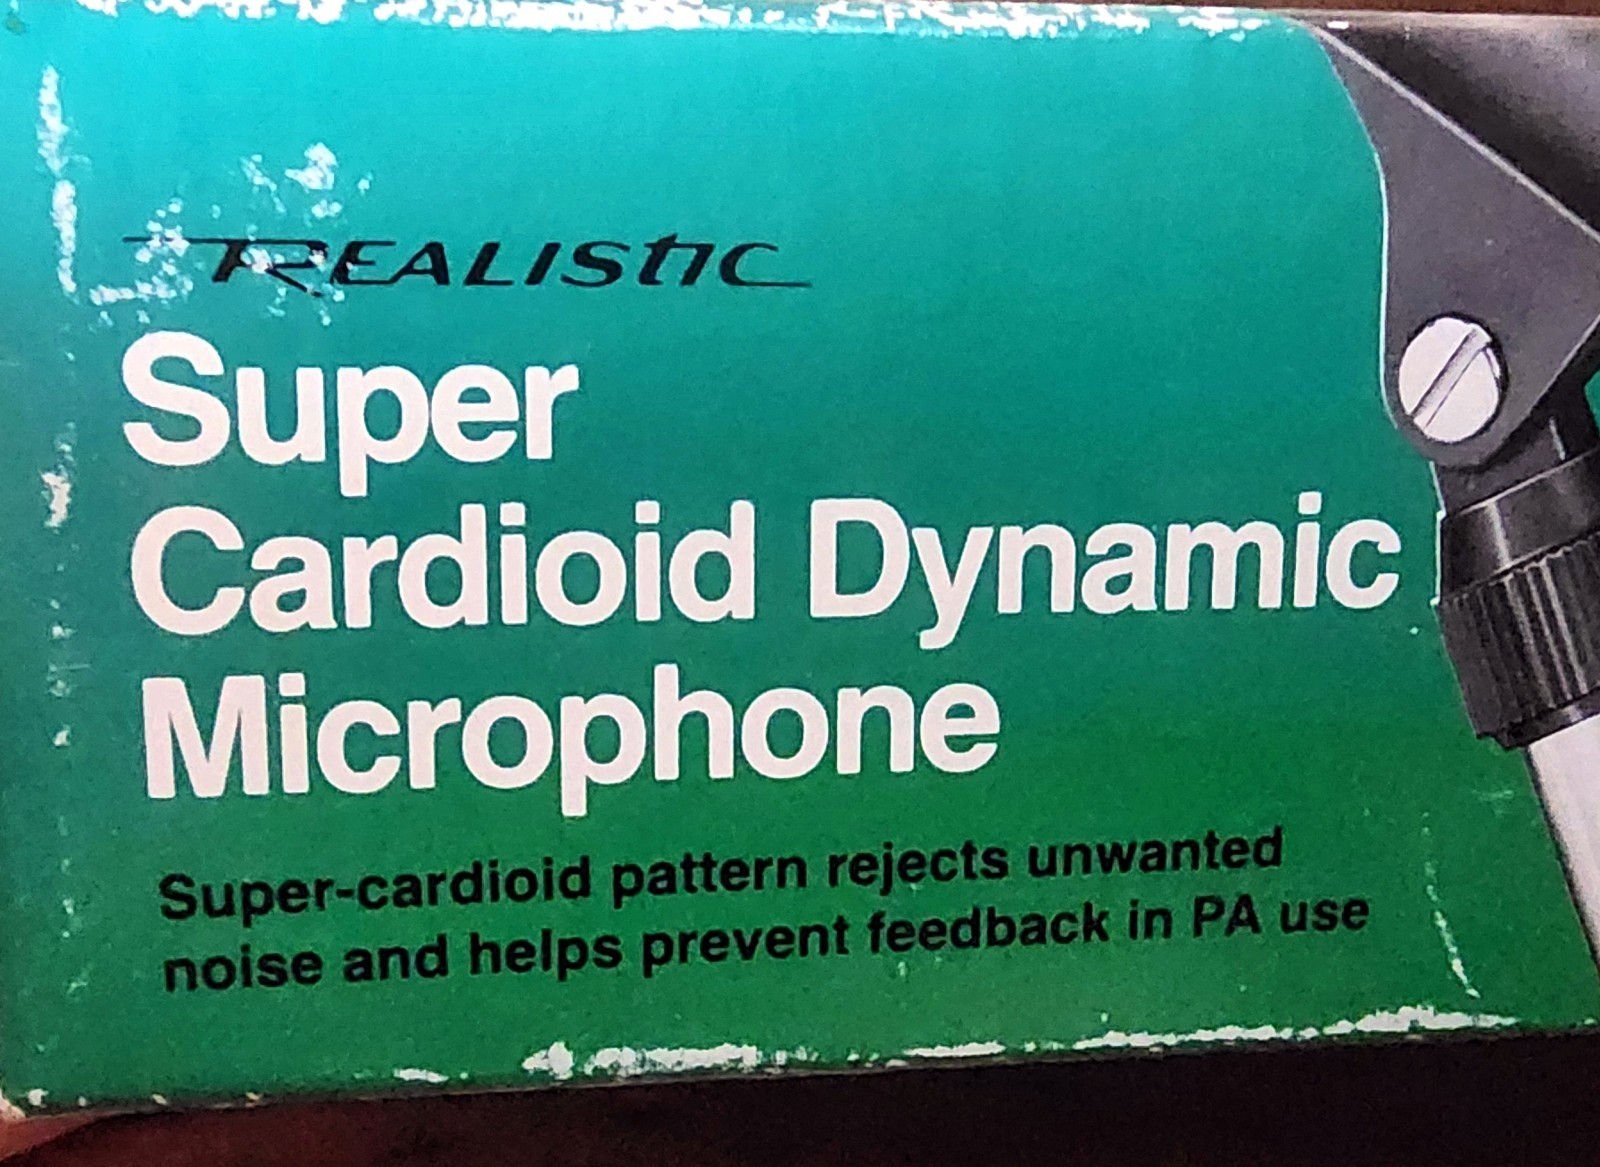 REALISTIC
Super
Cardioid Dynamic
Microphone
Super-cardioid pattern rejects unwanted
noise and helps prevent feedback in PA use